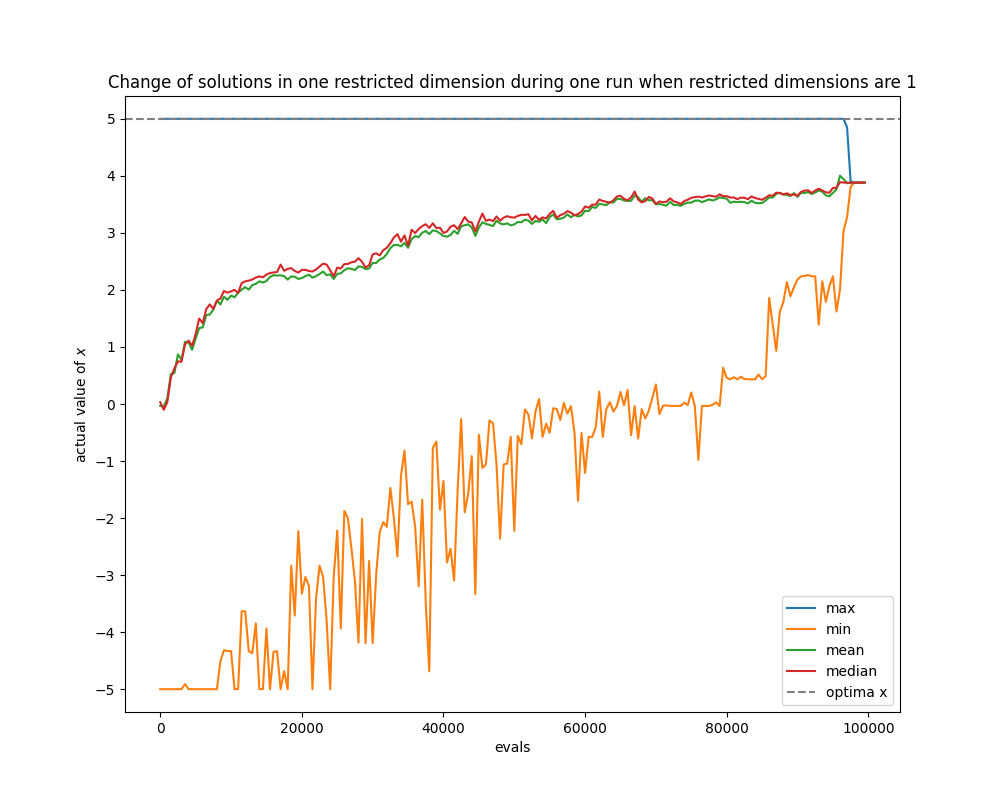 Change of solutions in one restricted dimension during one run when restricted dimensions are 1
5
4
3
2
1
0
−1
−2
−3
−4
−5
actual value of x
0 20000 40000 60000 80000 100000
evals
max
min
mean
median
optima x